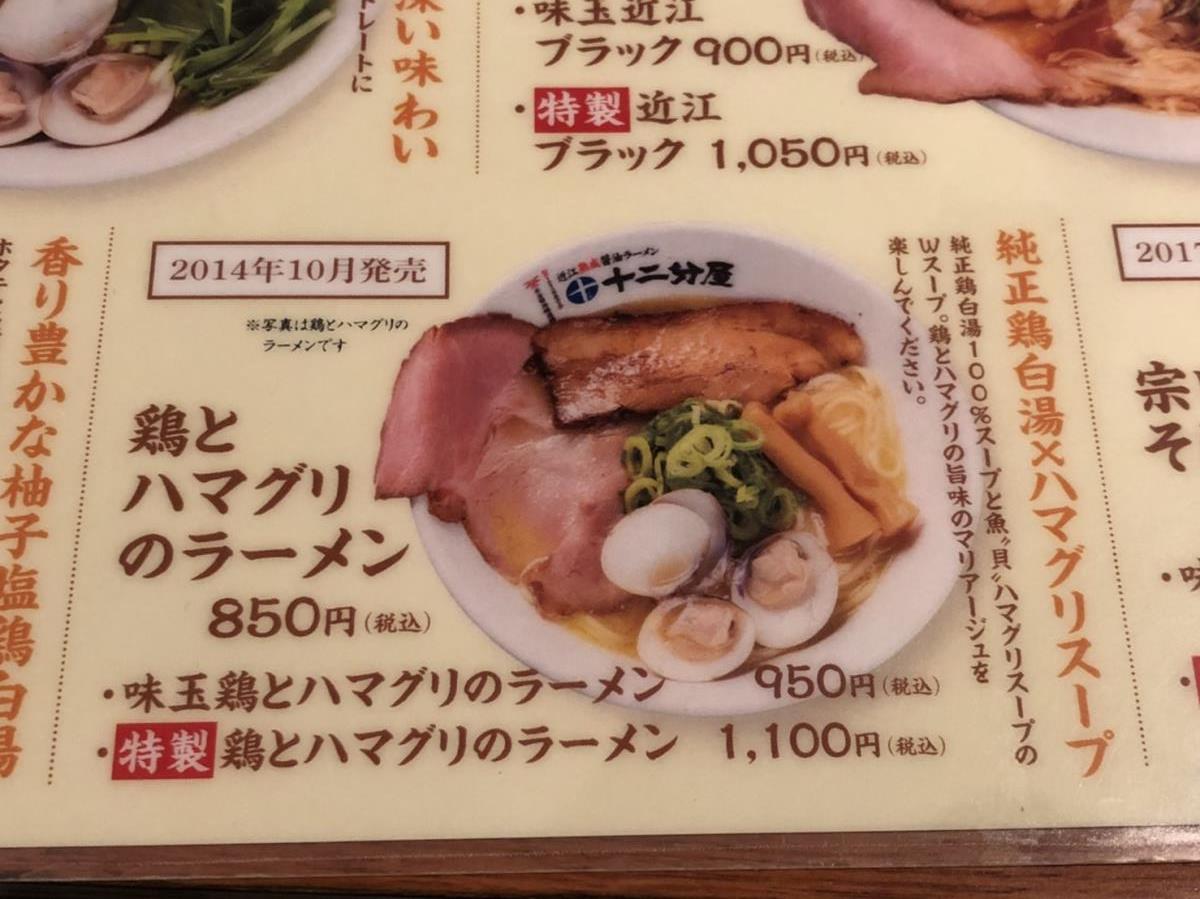 深い味わい
トレートに
・味玉近江
ブラック 900円(税込)
・特製 近江
ブラック 1,050円(税込)
香り豊かな柚子塩鶏白湯
2014年10月発売
※写真は鶏とハマグリの
ラーメンです
近江熟成醤油ラーメン
十二分屋
鶏と
ハマグリ
のラーメン
850円(税込)
・味玉鶏とハマグリのラーメン 950円(税込)
・特製 鶏とハマグリのラーメン 1,100円(税込)
純正鶏白湯×ハマグリスープ
純正鶏白湯100%スープと魚〝貝〟ハマグリスープの
Wスープ。鶏とハマグリの旨味のマリアージュを
楽しんでください。
2017
宗
そ